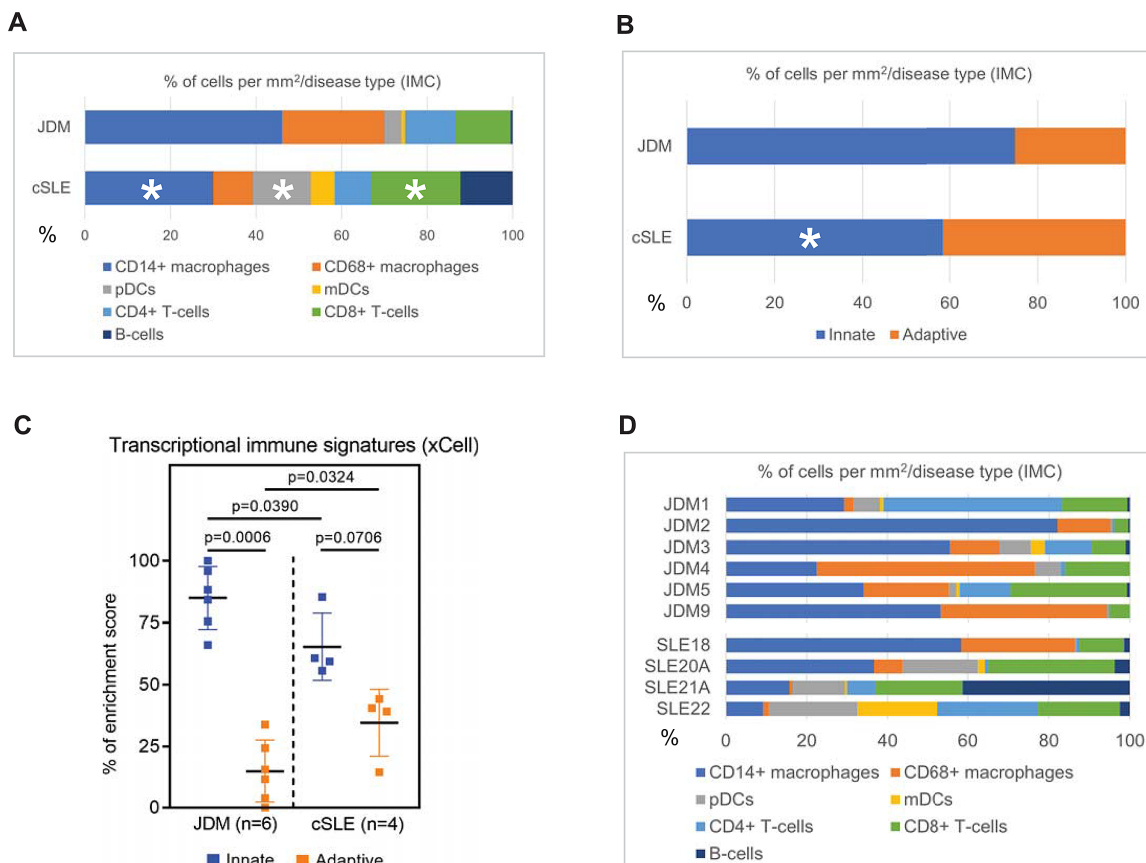 A
% of cells per mm²/disease type (IMC)
JDM
cSLE
*
*
*
%
0 20 40 60 80 100
CD14+ macrophages CD68+ macrophages
pDCs mDCs
CD4+ T-cells CD8+ T-cells
B-cells
B
% of cells per mm²/disease type (IMC)
JDM
cSLE
*
%
0 20 40 60 80 100
Innate Adaptive
C
Transcriptional immune signatures (xCell)
p=0.0324
p=0.0390
p=0.0006 p=0.0706
% of enrichment score
100
75
50
25
0
JDM (n=6) cSLE (n=4)
Innate Adaptive
D
% of cells per mm²/disease type (IMC)
JDM1
JDM2
JDM3
JDM4
JDM5
JDM9
SLE18
SLE20A
SLE21A
SLE22
%
0 20 40 60 80 100
CD14+ macrophages CD68+ macrophages
pDCs mDCs
CD4+ T-cells CD8+ T-cells
B-cells